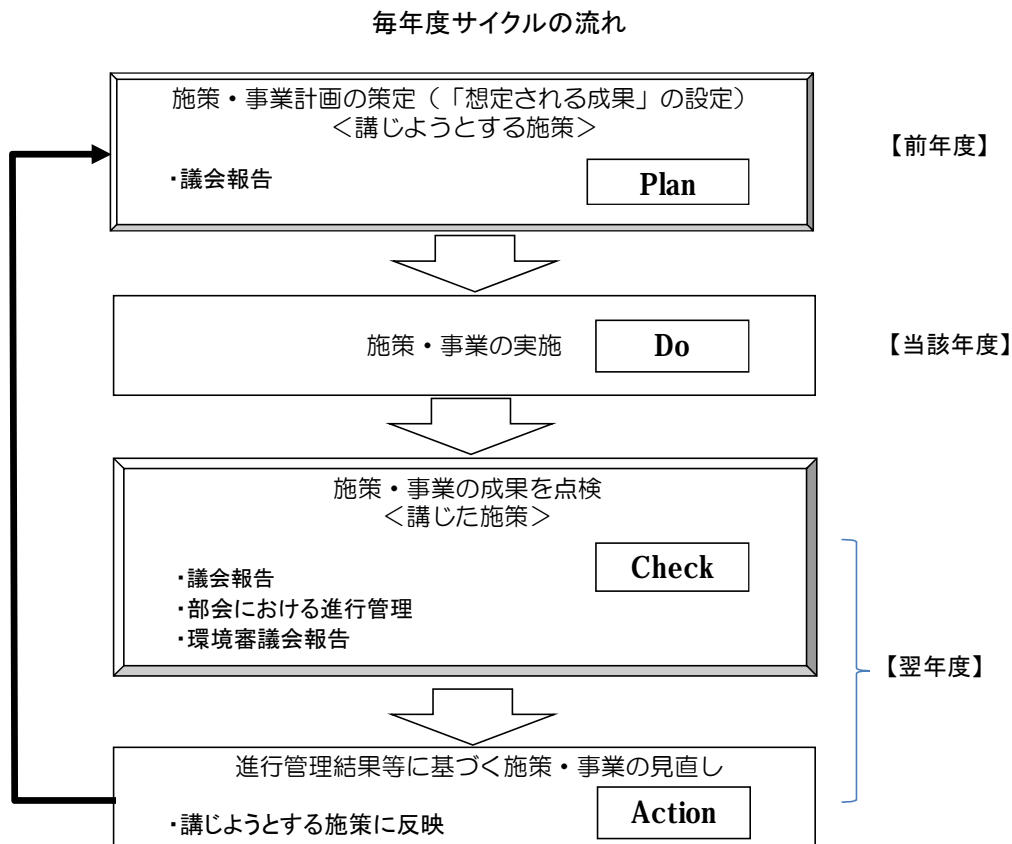 毎年度サイクルの流れ
施策・事業計画の策定（「想定される成果」の設定）
＜講じようとする施策＞
【前年度】
・議会報告
Plan
施策・事業の実施
Do
【当該年度】
施策・事業の成果を点検
＜講じた施策＞
Check
・議会報告
・部会における進行管理
・環境審議会報告
【翌年度】
進行管理結果等に基づく施策・事業の見直し
・講じようとする施策に反映
Action